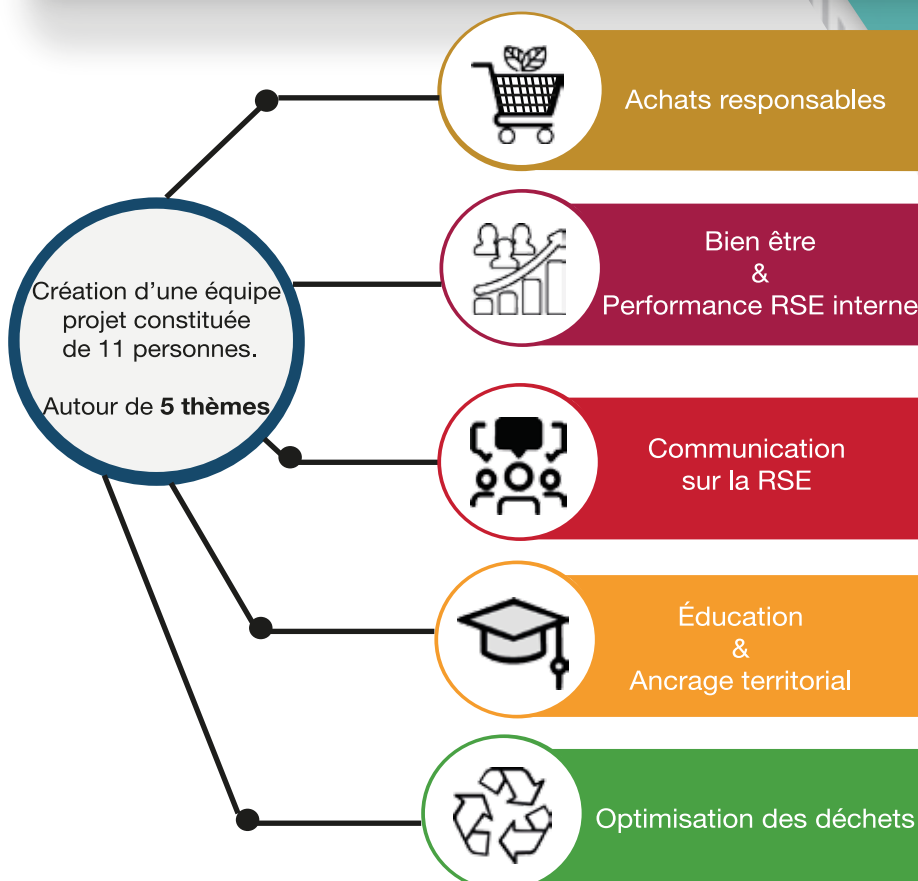 Achats responsables
Bien être
&
Performance RSE interne
Création d’une équipe
projet constituée
de 11 personnes.
Autour de 5 thèmes
Communication
sur la RSE
Éducation
&
Ancrage territorial
Optimisation des déchets